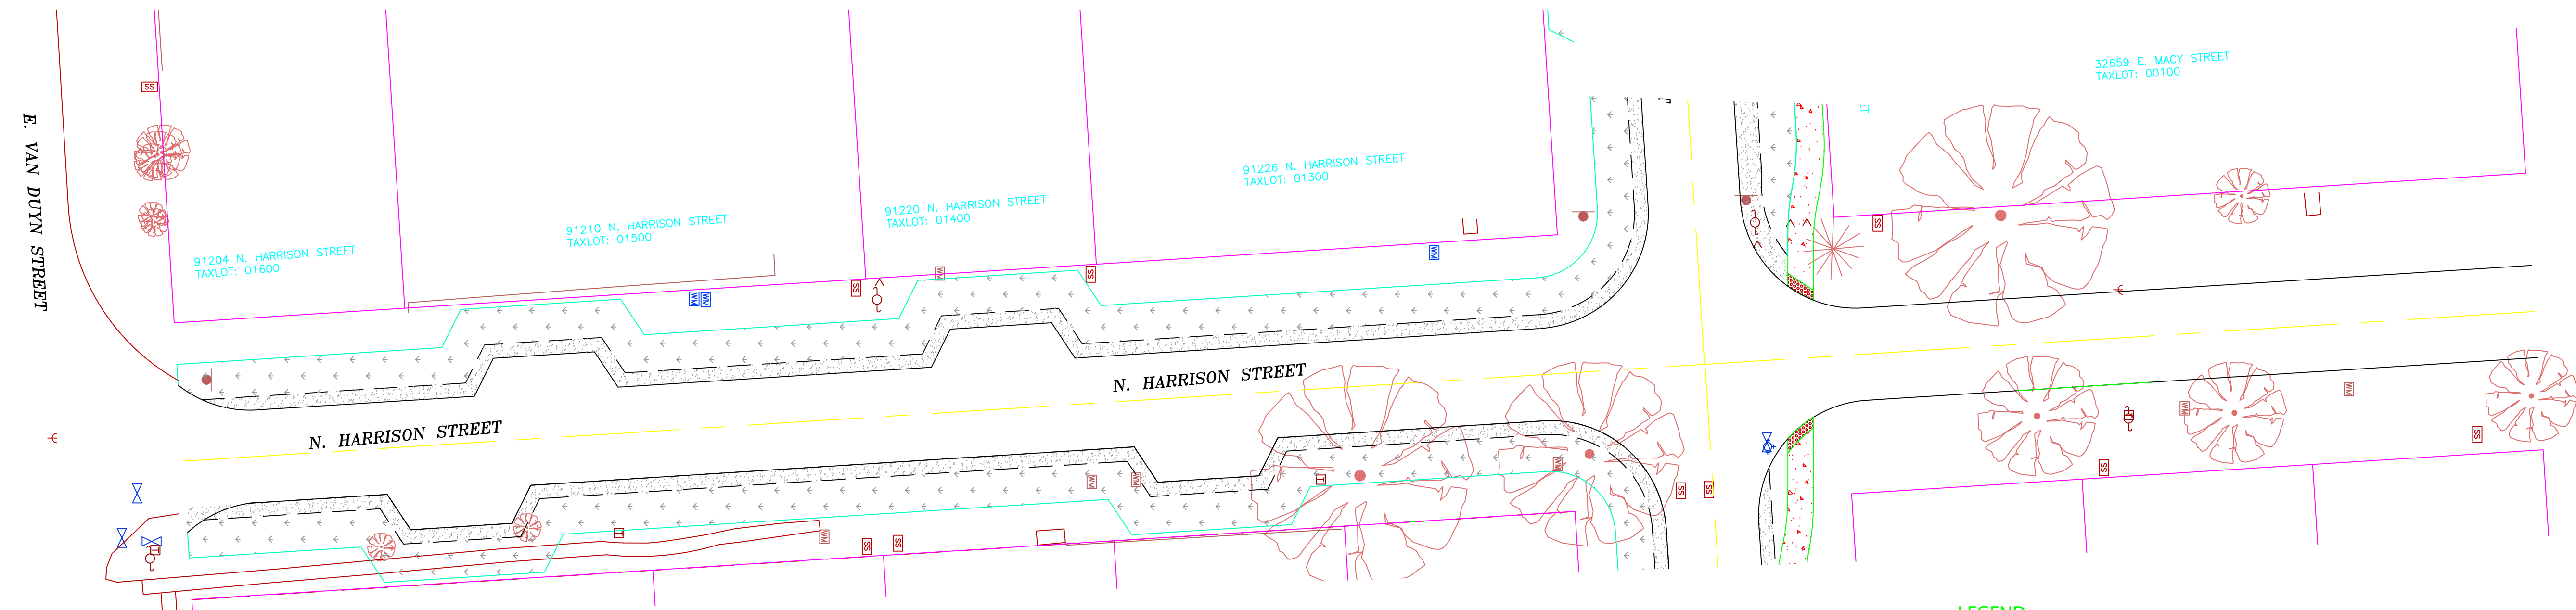 32659 E. MACY STREET
TAXLOT: 00100
SS
E. VAN DUYN STREET
91226 N. HARRISON STREET
TAXLOT: 01300
91220 N. HARRISON STREET
TAXLOT: 01400
91210 N. HARRISON STREET
TAXLOT: 01500
91204 N. HARRISON STREET
TAXLOT: 01600
SS
WM
WM
WM
SS
WM
SS
SS
N. HARRISON STREET
N. HARRISON STREET
WM
WM
WM
SS
WM
WM
WM
SS
SS
SS
WM
SS
SS
LEGEND